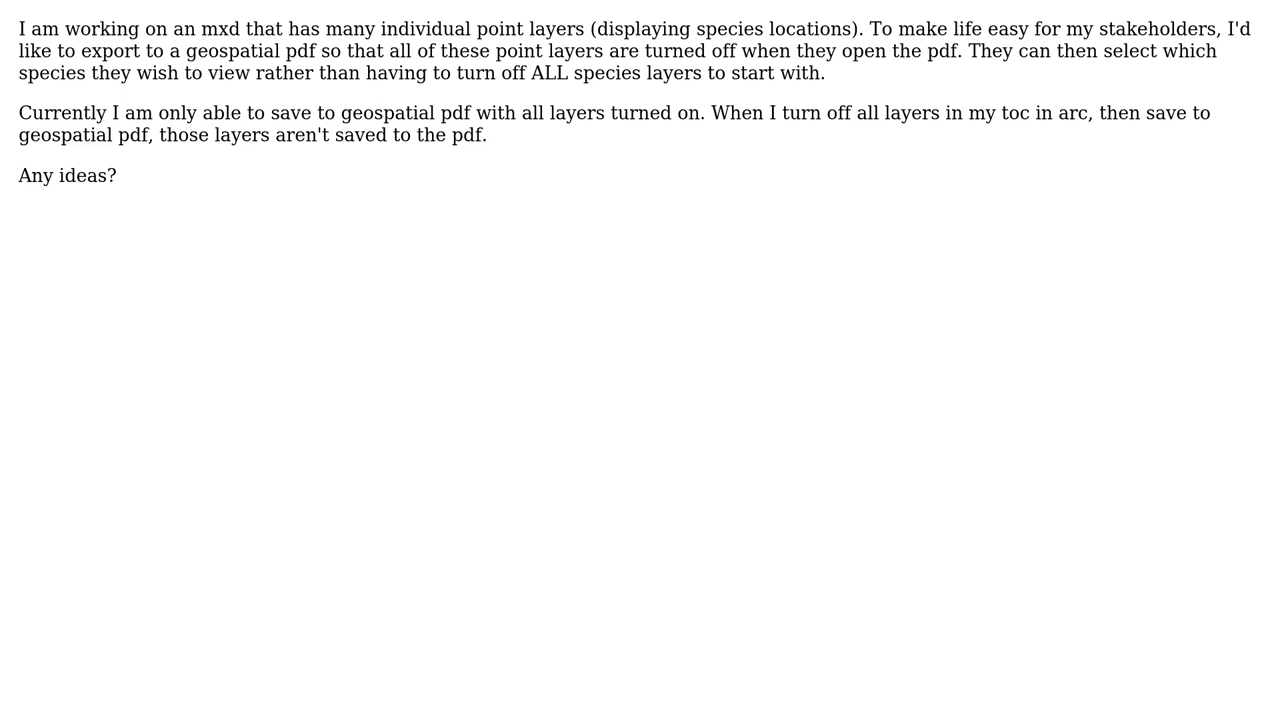 I am working on an mxd that has many individual point layers (displaying species locations). To make life easy for my stakeholders, I'd
like to export to a geospatial pdf so that all of these point layers are turned off when they open the pdf. They can then select which
species they wish to view rather than having to turn off ALL species layers to start with.
Currently I am only able to save to geospatial pdf with all layers turned on. When I turn off all layers in my toc in arc, then save to
geospatial pdf, those layers aren't saved to the pdf.
Any ideas?